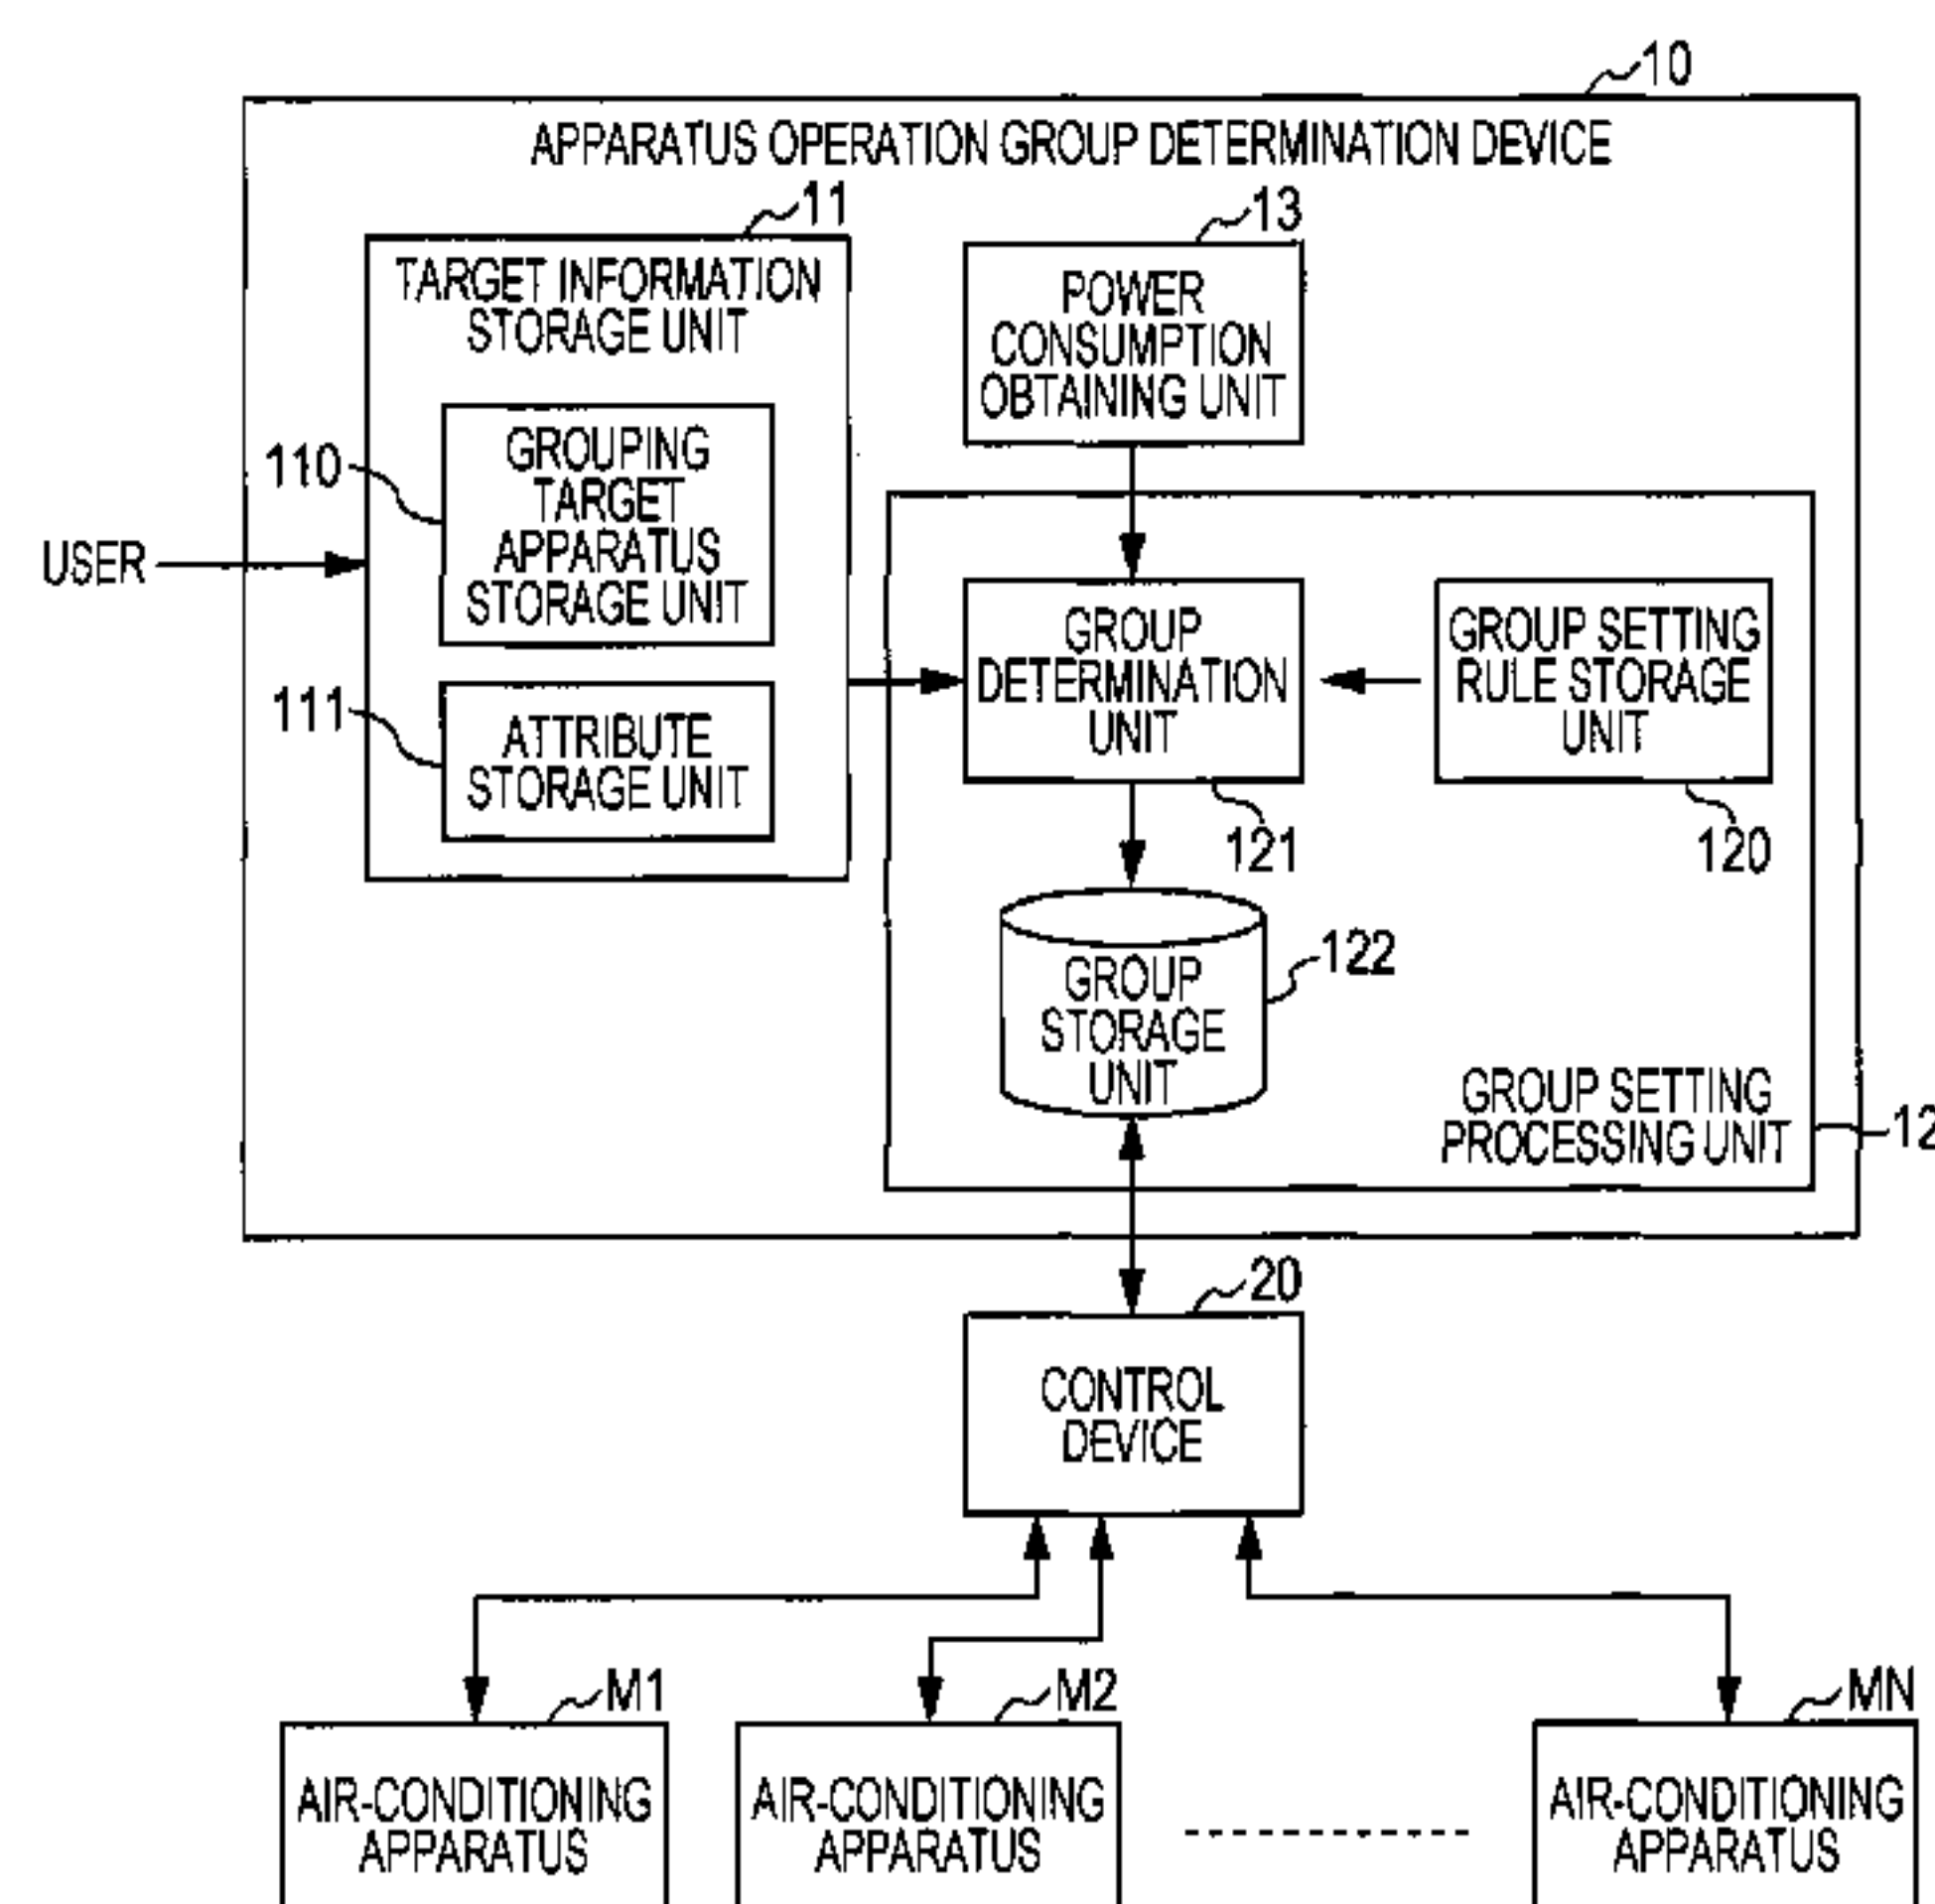 10
APPARATUS OPERATION GROUP DETERMINATION DEVICE
11
TARGET INFORMATION
STORAGE UNIT
110
GROUPING
TARGET
APPARATUS
STORAGE UNIT
111
ATTRIBUTE
STORAGE UNIT
USER
13
POWER
CONSUMPTION
OBTAINING UNIT
GROUP
DETERMINATION
UNIT
121
GROUP SETTING
RULE STORAGE
UNIT
120
GROUP
STORAGE
UNIT
122
GROUP SETTING
PROCESSING UNIT
12
20
CONTROL
DEVICE
M1
AIR-CONDITIONING
APPARATUS
M2
AIR-CONDITIONING
APPARATUS
MN
AIR-CONDITIONING
APPARATUS